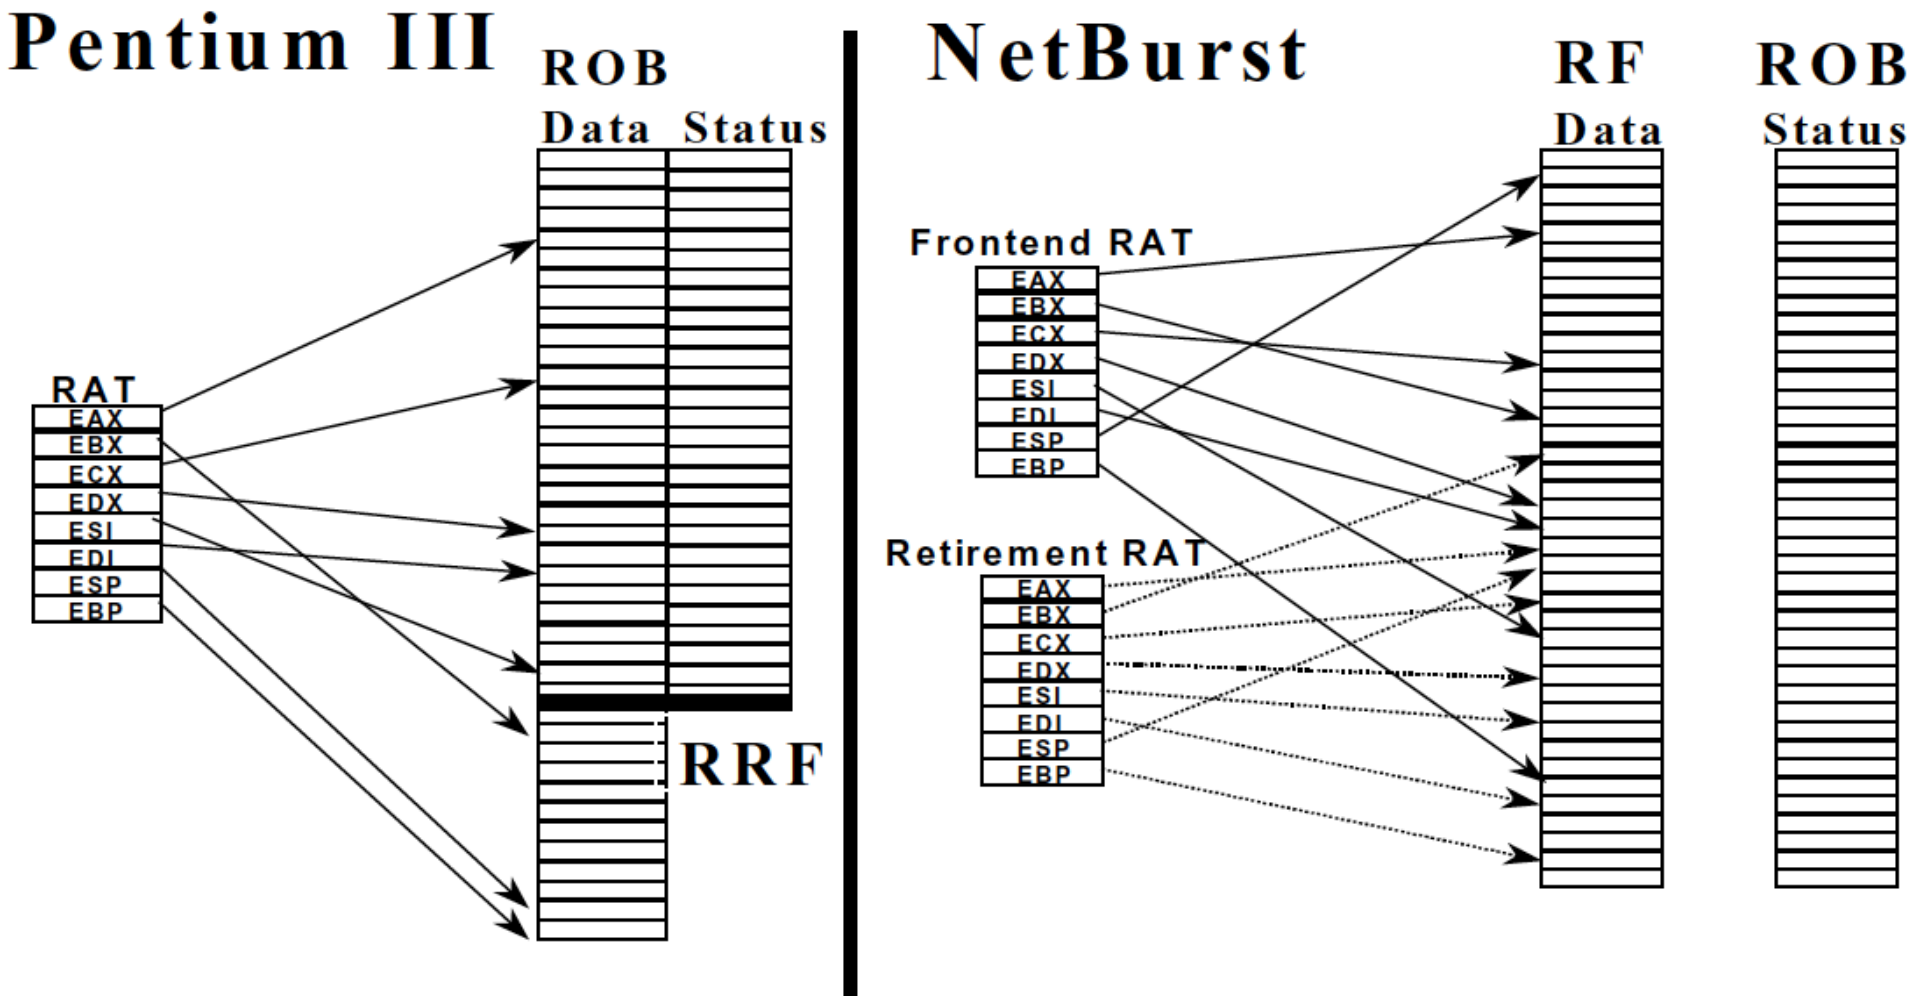 Pentium III
ROB
Data Status
RAT
EAX
EBX
ECX
EDX
ESI
EDI
ESP
EBP
RRF
NetBurst
RF
ROB
Data
Status
Frontend RAT
EAX
EBX
ECX
EDX
ESI
EDI
ESP
EBP
Retirement RAT
EAX
EBX
ECX
EDX
ESI
EDI
ESP
EBP